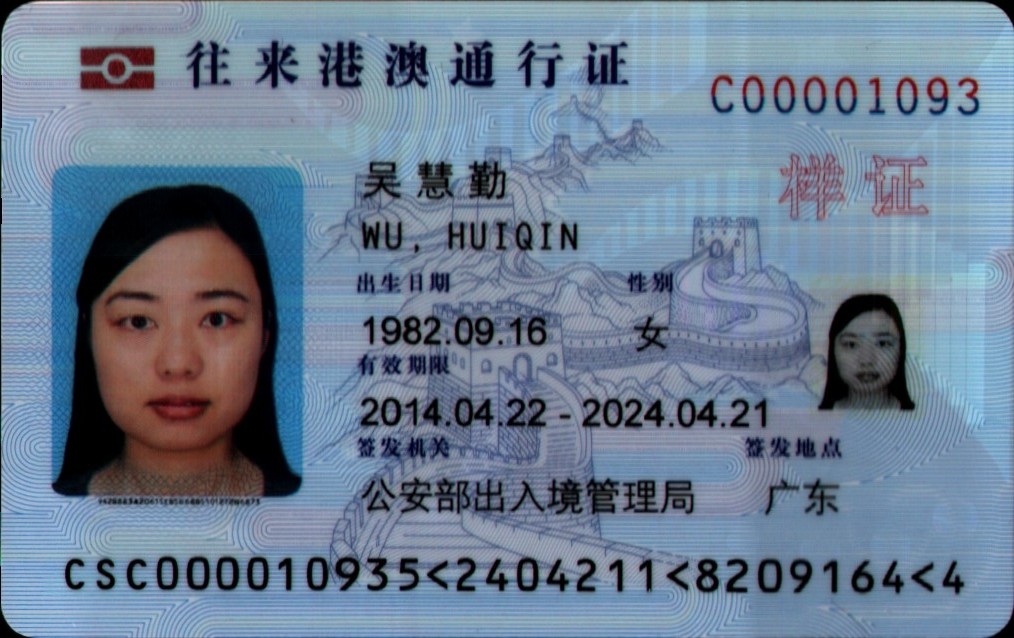 往来港澳通行证
C00001093
样证
吴慧勤
WU, HUIQIN
出生日期 性别
1982.09.16 女
有效期限
2014.04.22 - 2024.04.21
签发机关 签发地点
公安部出入境管理局 广东
CSC000010935<2404211<8209164<4